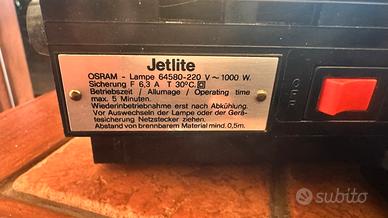 Jetlite
OSRAM - Lampe 64580-220 V ~ 1000 W.
Sicherung F 6,3 A T 30°C.
Betriebszeit / Allumage / Operating time
max. 5 Minuten.
Wiederinbetriebnahme erst nach Abkühlung.
Vor Auswechseln der Lampe oder der Gerä-
tesicherung Netzstecker ziehen.
Abstand von brennbarem Material mind. 0,5m.
subito